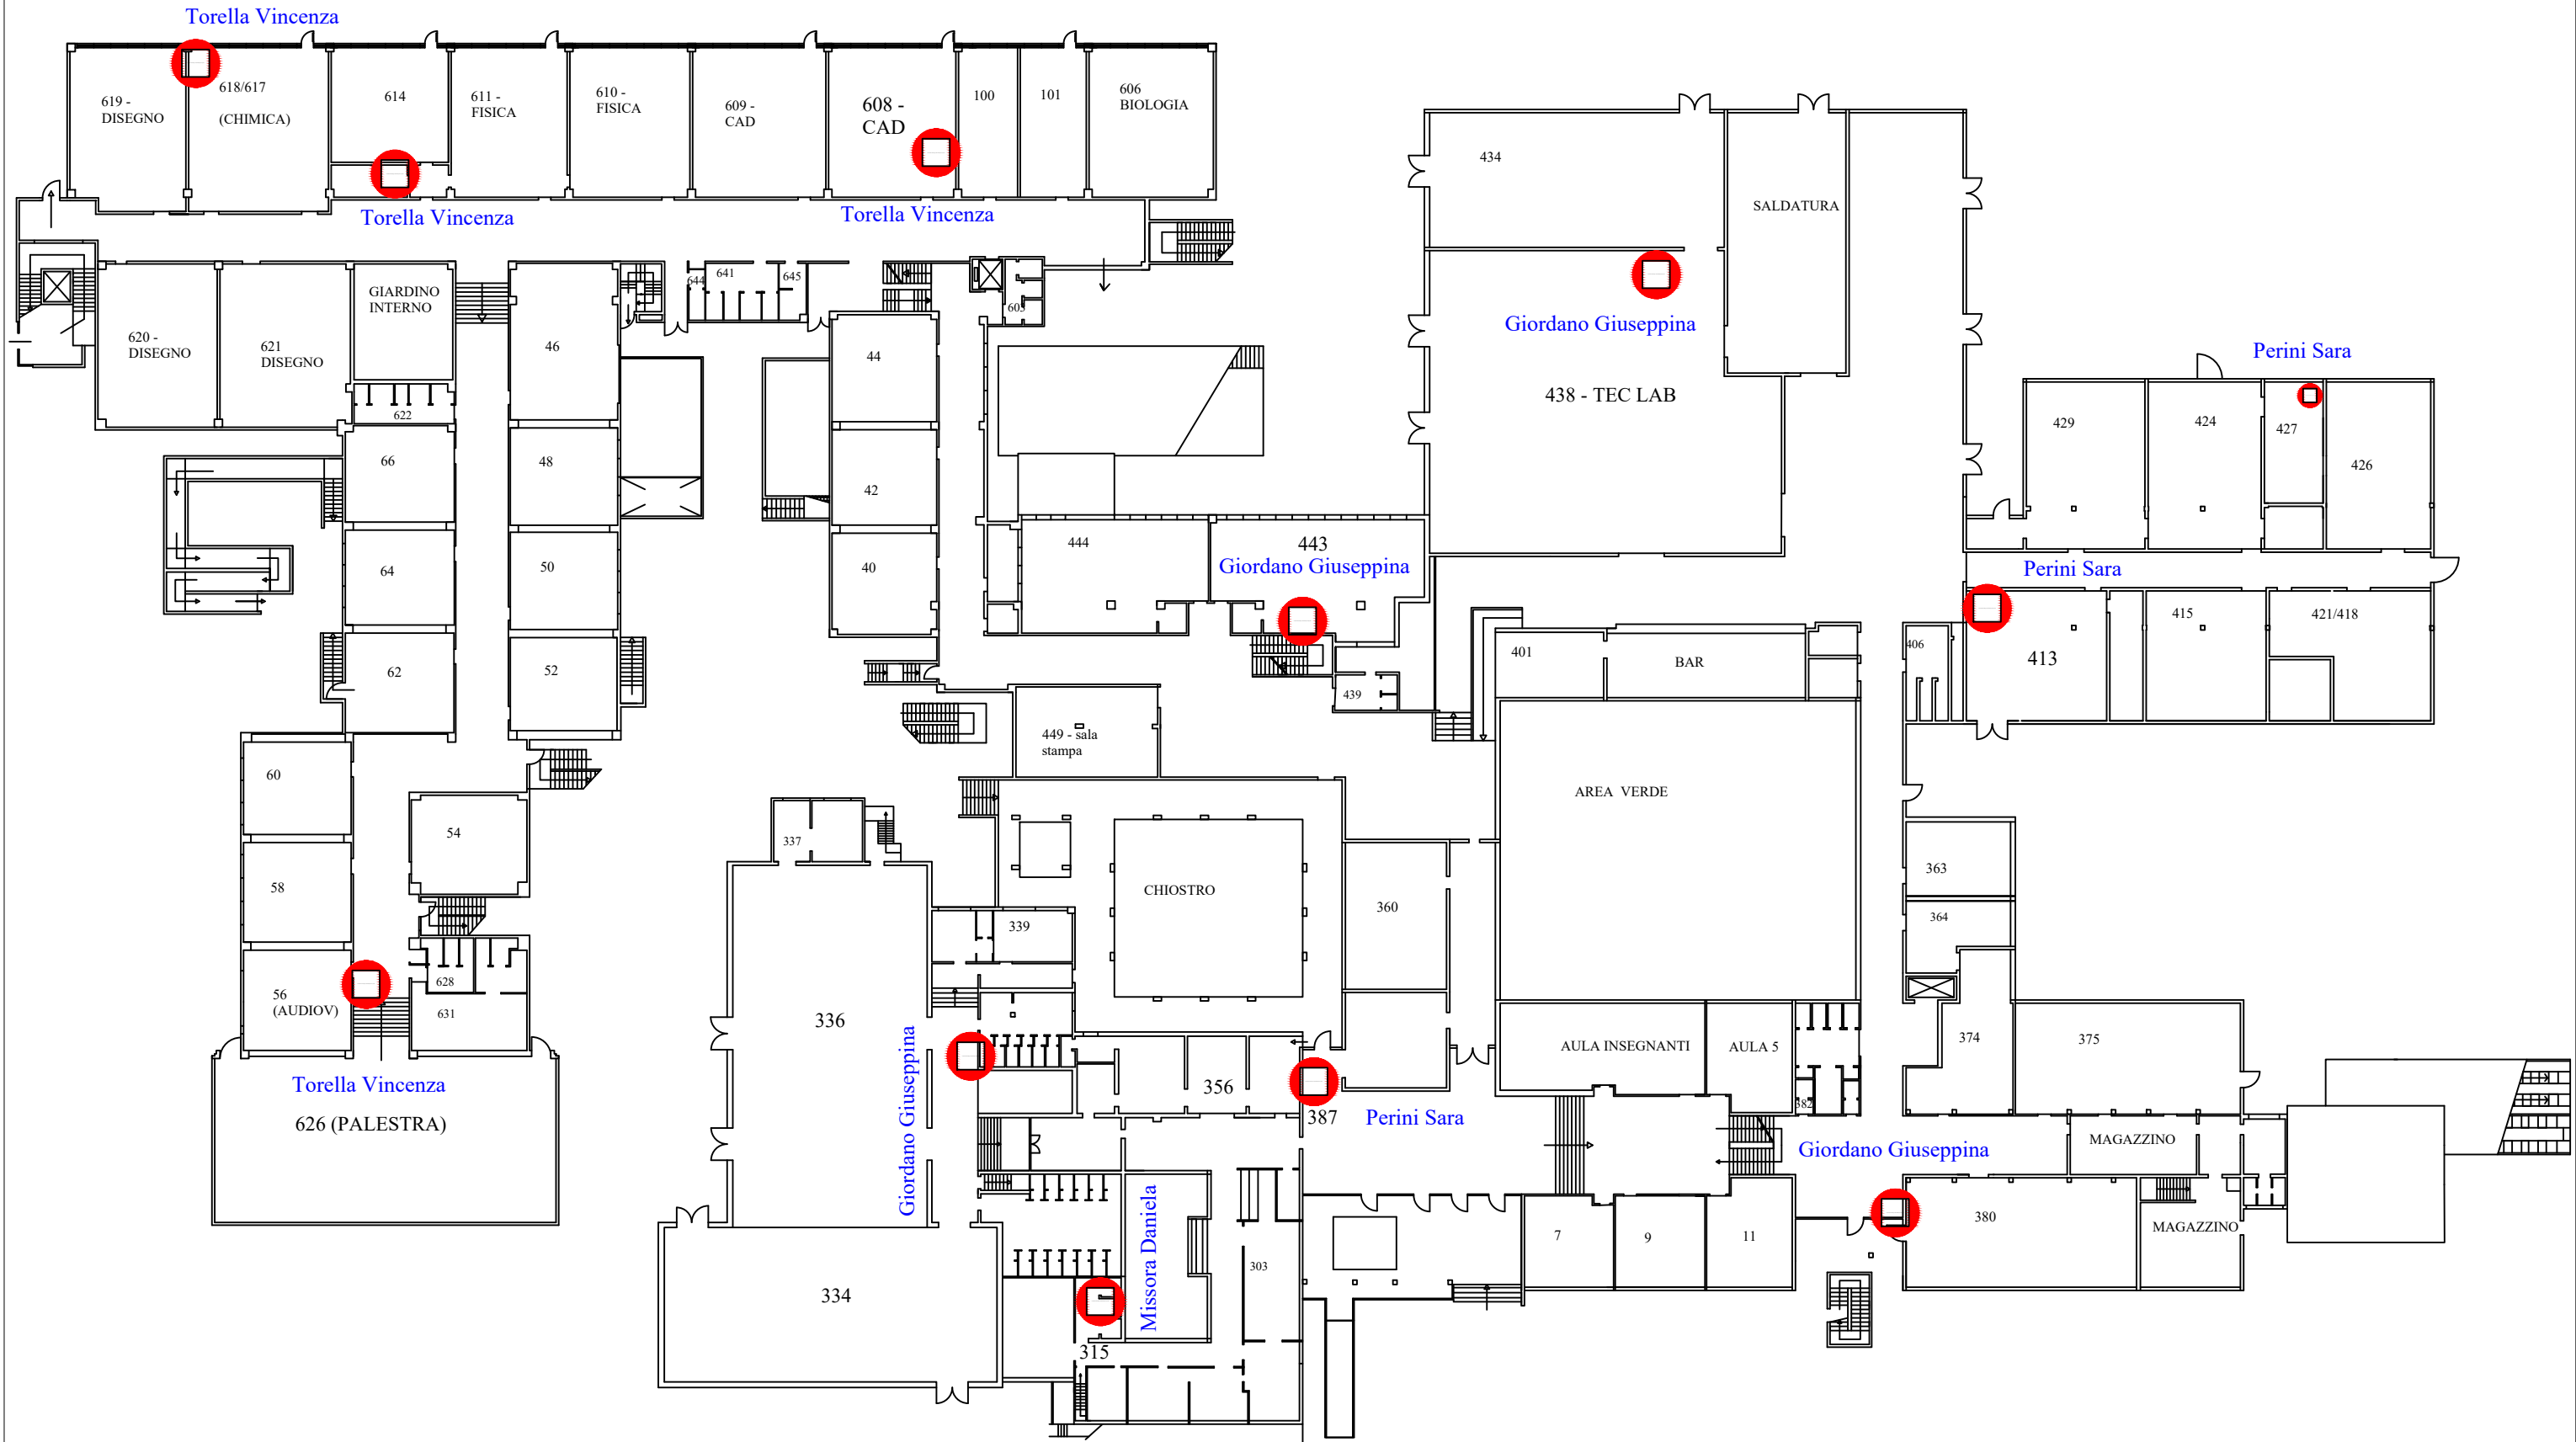 Torella Vincenza
619 -
DISEGNO
618/617
(CHIMICA)
614
611 -
FISICA
610 -
FISICA
609 -
CAD
608 -
CAD
100
101
606
BIOLOGIA
Torella Vincenza
Torella Vincenza
434
SALDATURA
Giordano Giuseppina
438 - TEC LAB
Perini Sara
429
424
427
426
620 -
DISEGNO
621
DISEGNO
GIARDINO
INTERNO
622
46
644
641
645
603
44
66
48
42
64
50
40
444
443
Giordano Giuseppina
Perini Sara
62
52
439
401
BAR
406
413
415
421/418
449 - sala
stampa
60
54
58
56
(AUDIOV)
628
631
Torella Vincenza
626 (PALESTRA)
337
336
339
CHIOSTRO
360
AREA VERDE
363
364
374
375
Giordano Giuseppina
356
387
Perini Sara
AULA INSEGNANTI
AULA 5
382
Giordano Giuseppina
MAGAZZINO
334
Missora Daniela
315
303
7
9
11
380
MAGAZZINO